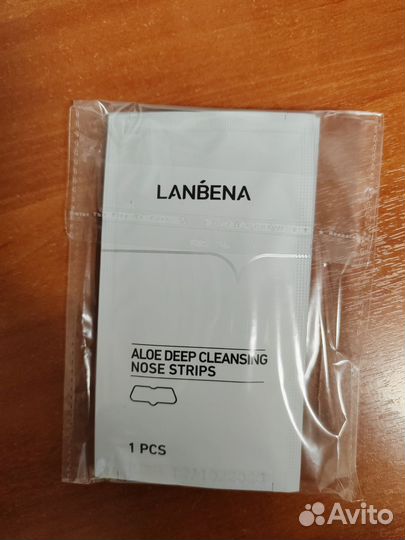 LANBENA
ALOE DEEP CLEANSING
NOSE STRIPS
1 PCS
Avito